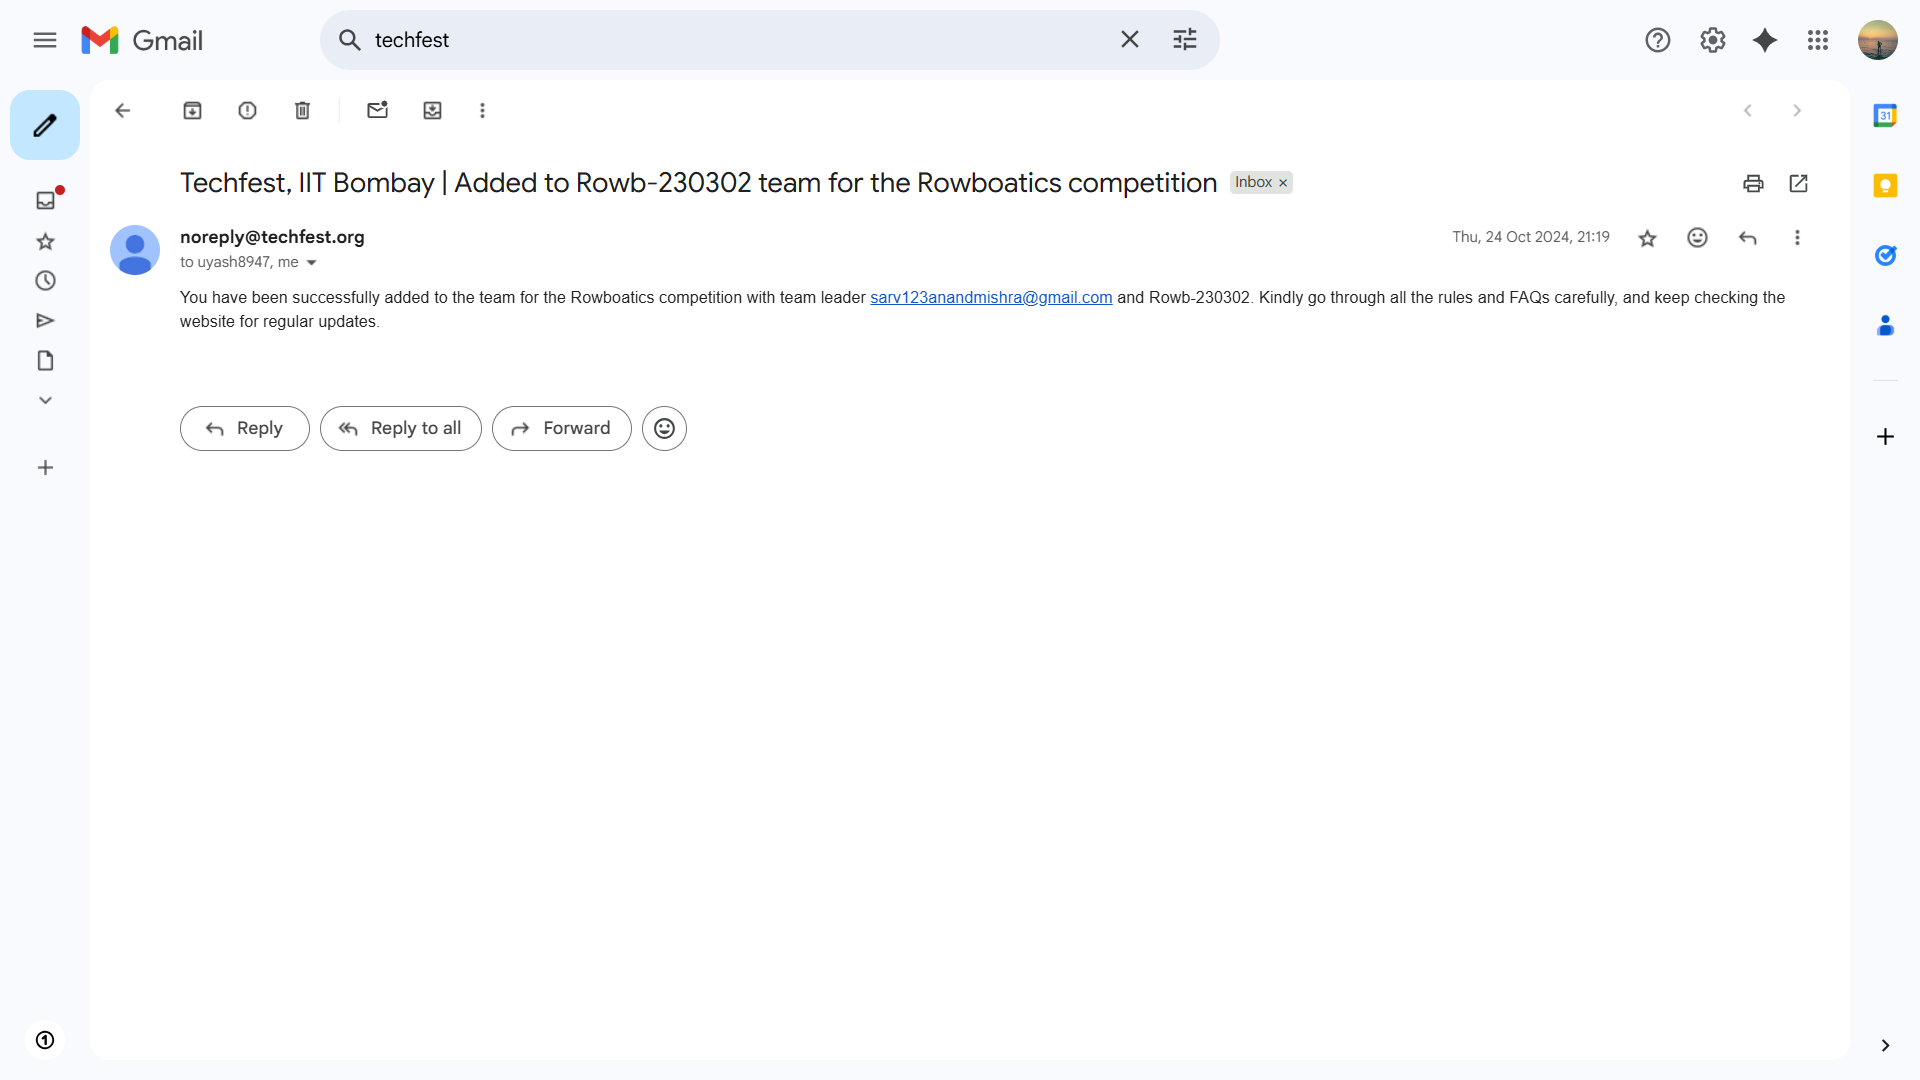 Gmail
techfest
Techfest, IIT Bombay | Added to Rowb-230302 team for the Rowboatics competition
Inbox ×
noreply@techfest.org
Thu, 24 Oct 2024, 21:19
to uyash8947, me
You have been successfully added to the team for the Rowboatics competition with team leader sarv123anandmishra@gmail.com and Rowb-230302. Kindly go through all the rules and FAQs carefully, and keep checking the
website for regular updates.
Reply
Reply to all
Forward
31
1